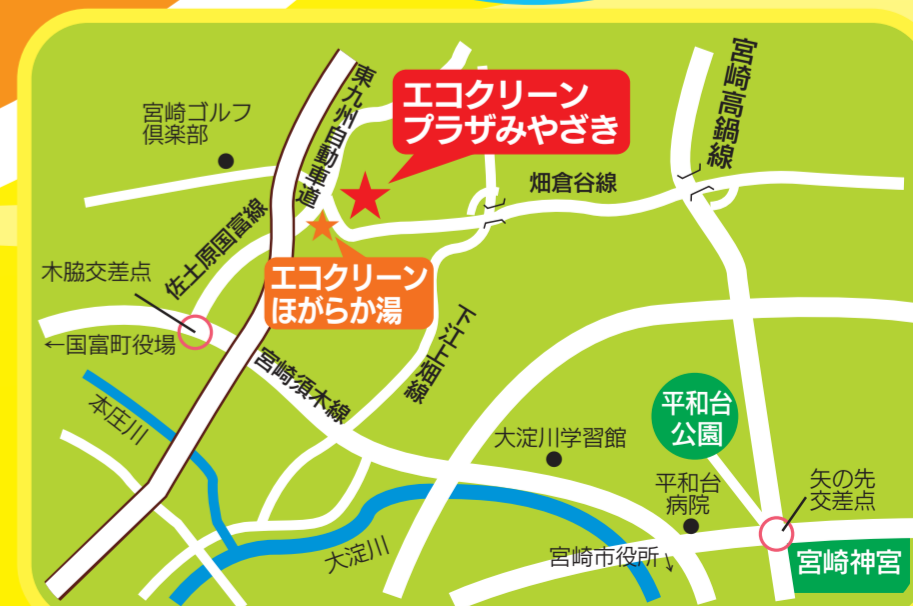 宮崎ゴルフ
倶楽部
東九州自動車道
エコクリーン
プラザみやざき
宮崎高鍋線
畑倉谷線
佐土原国富線
エコクリーン
ほがらか湯
木脇交差点
←国富町役場
宮崎須木線
下江上畑線
本庄川
大淀川学習館
平和台
公園
平和台
病院
矢の先
交差点
大淀川
宮崎市役所↓
宮崎神宮